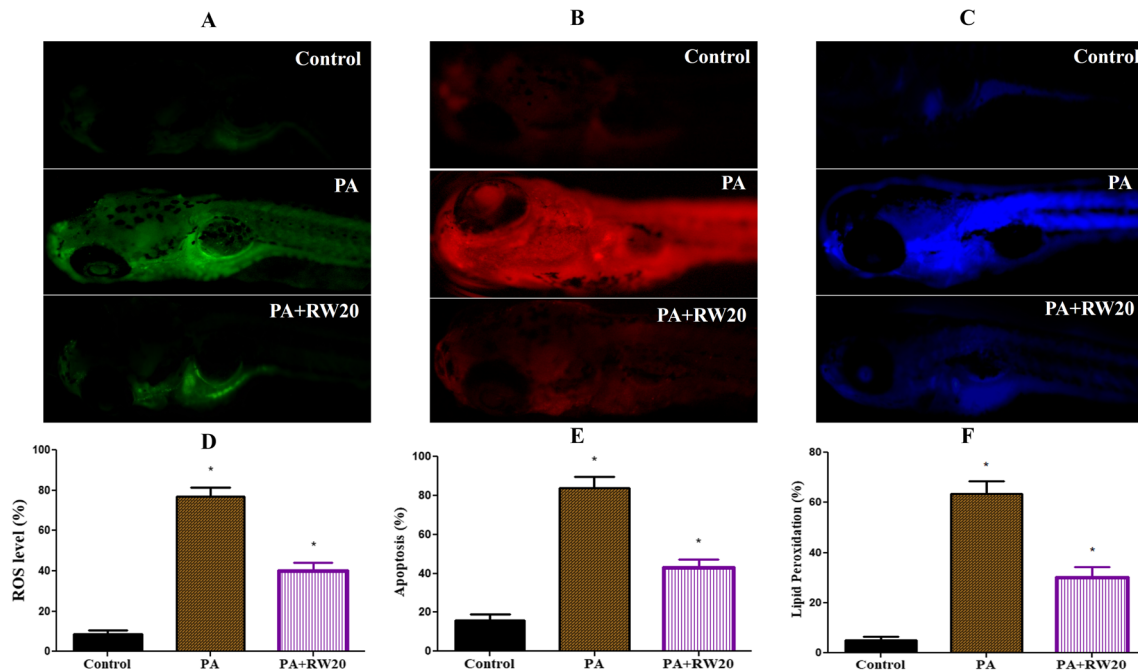 A
B
C
Control
Control
Control
PA
PA
PA
PA+RW20
PA+RW20
PA+RW20
D
E
F
ROS level (%)
100
80
60
40
20
0
*
*
Control
PA
PA+RW20
Apoptosis (%)
100
80
60
40
20
0
*
*
Control
PA
PA+RW20
Lipid Peroxidation (%)
80
60
40
20
0
*
*
Control
PA
PA+RW20